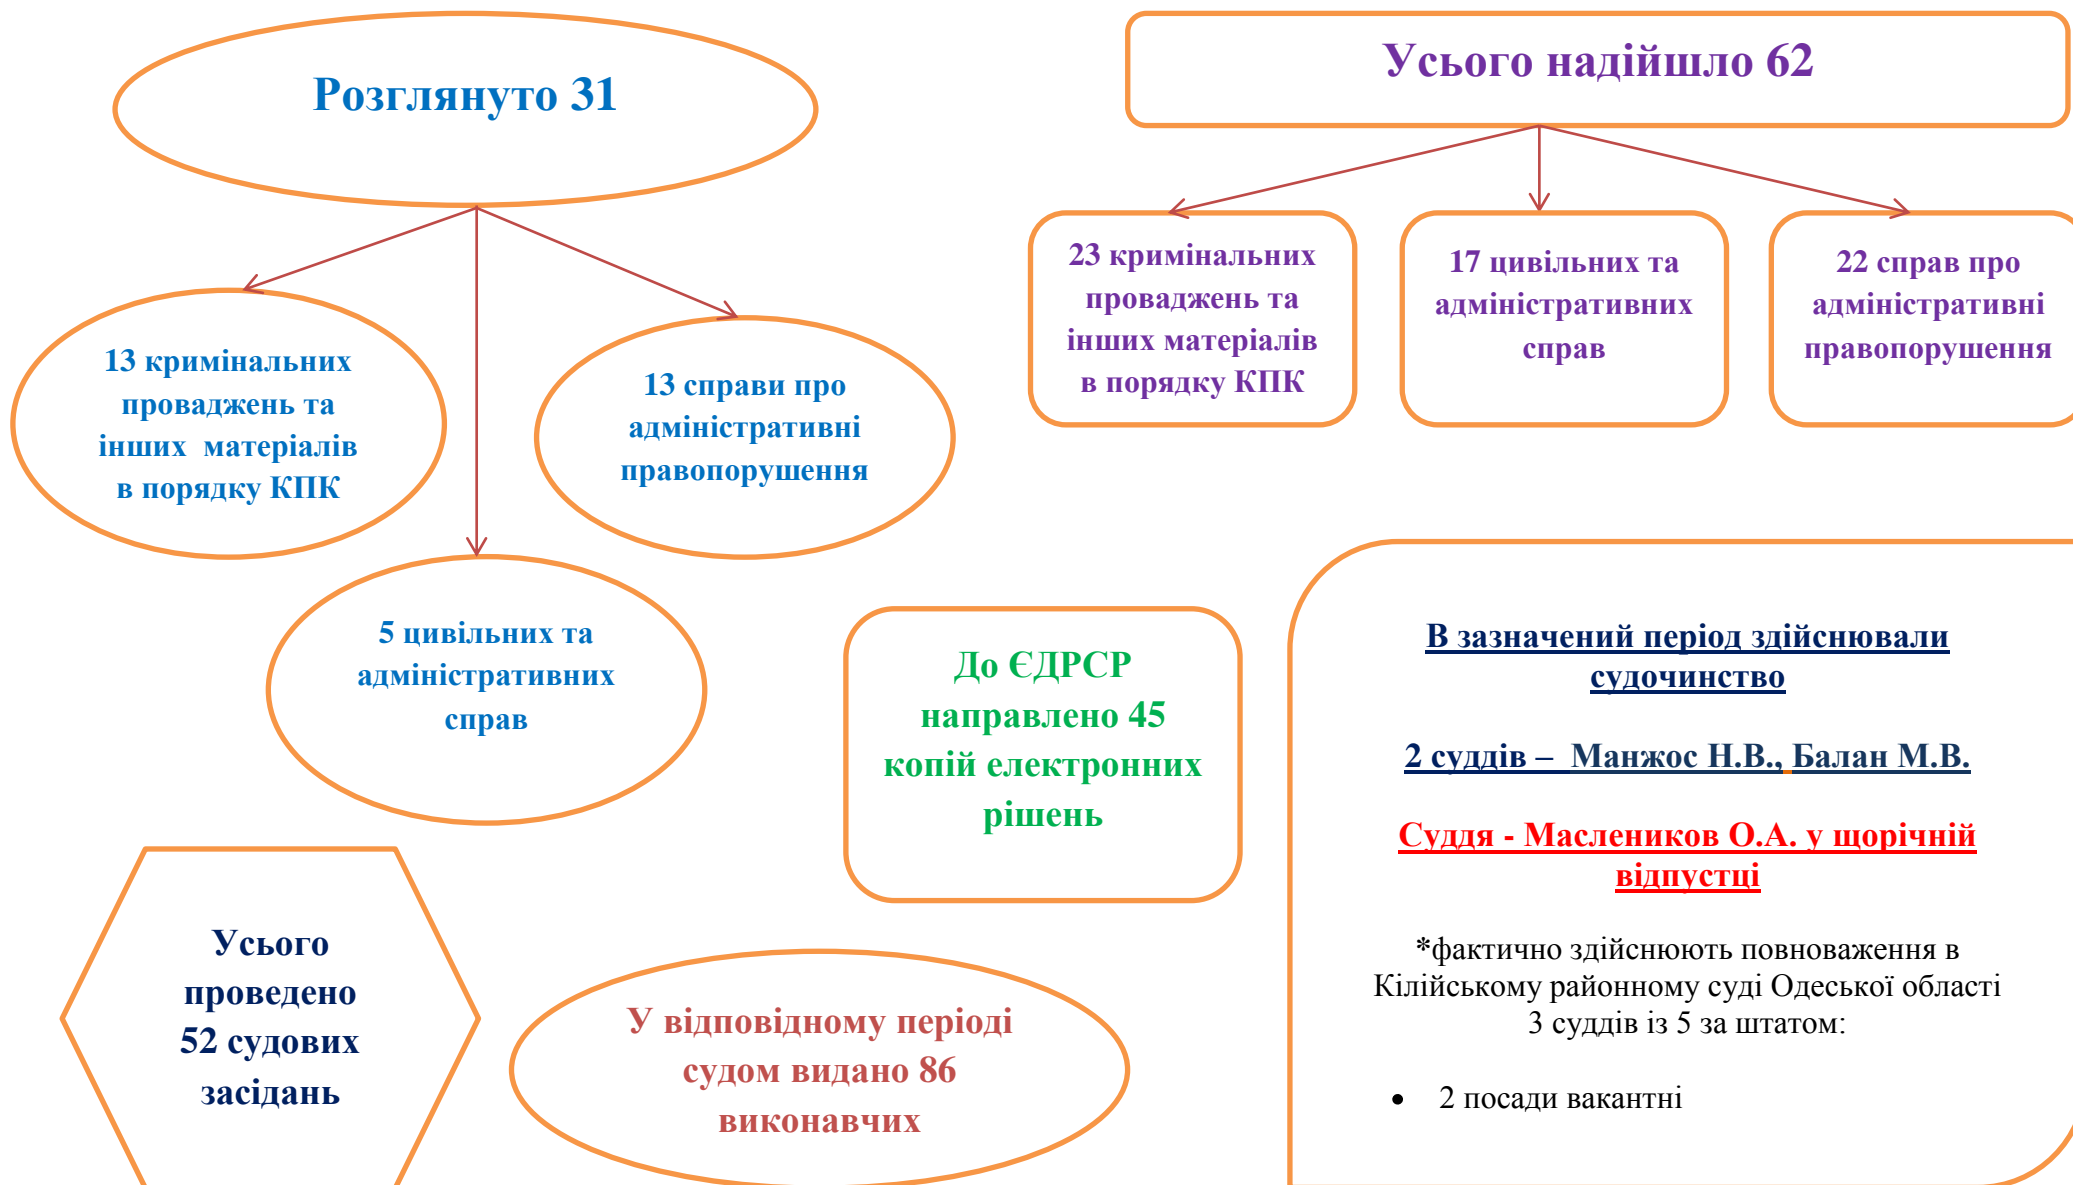 Розглянуто 31
13 кримінальних
проваджень та
інших  матеріалів
в порядку КПК
13 справи про
адміністративні
правопорушення
5 цивільних та
адміністративних
справ
Усього надійшло 62
23 кримінальних
проваджень та
інших матеріалів
в порядку КПК
17 цивільних та
адміністративних
справ
22 справ про
адміністративні
правопорушення
До ЄДРСР
направлено 45
копій електронних
рішень
В зазначений період здійснювали
судочинство
2 суддів –  Манжос Н.В., Балан М.В.
Суддя - Маслеников О.А. у щорічній
відпустці
*фактично здійснюють повноваження в
Кілійському районному суді Одеської області
3 суддів із 5 за штатом:
• 2 посади вакантні
Усього
проведено
52 судових
засідань
У відповідному періоді
судом видано 86
виконавчих